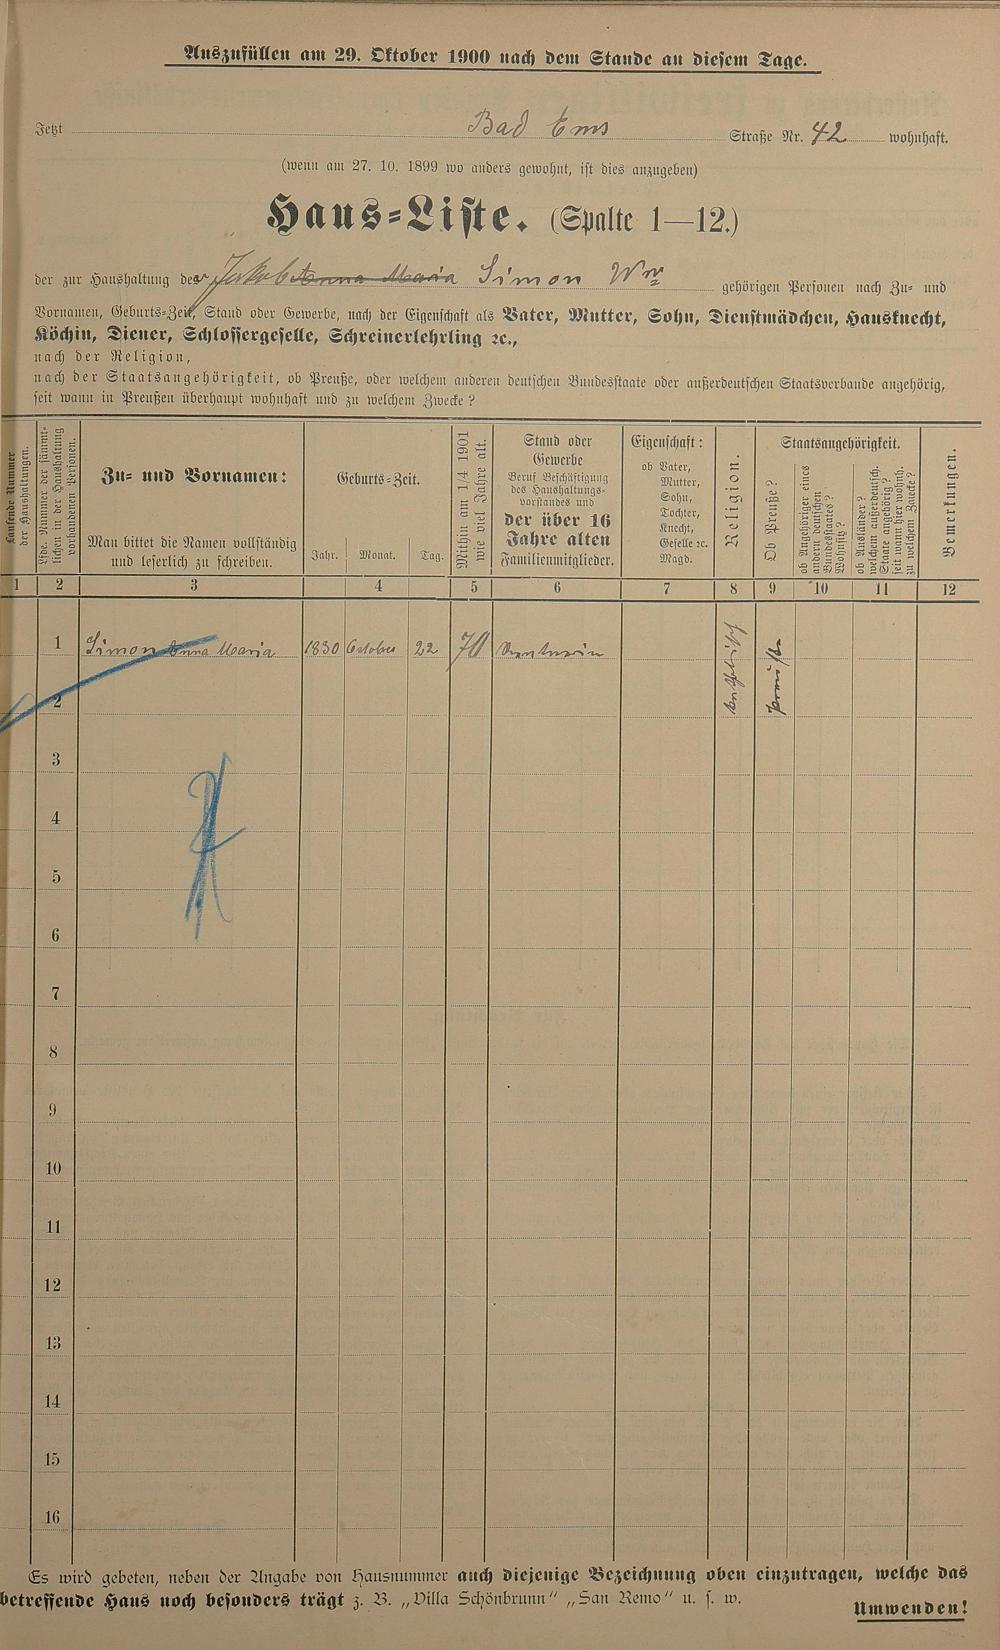 Auszufüllen am 29. Oktober 1900 nach dem Stande an diesem Tage.
Jetzt Bad Ems Straße Nr. 42 wohnhaft.
(wenn am 27. 10. 1899 wo anders gewohnt, ist dies anzugeben)
Haus=Liste. (Spalte 1—12.)
der zur Haushaltung der Jakob Anna Maria Simon Wwe gehörigen Personen nach Zu= und
Vornamen, Geburts=Zeit, Stand oder Gewerbe, nach der Eigenschaft als Vater, Mutter, Sohn, Dienstmädchen, Hausknecht,
Köchin, Diener, Schlossergeselle, Schreinerlehrling ꝛc.,
nach der Religion,
nach der Staatsangehörigkeit, ob Preuße, oder welchem anderen deutschen Bundesstaate oder außerdeutschen Staatsverbande angehörig,
seit wann in Preußen überhaupt wohnhaft und zu welchem Zwecke?
Laufende Nummer
der Haushaltungen.
Lfde. Nummer der sämmt-
lichen in der Haushaltung
vorhandenen Personen.
Zu= und Vornamen:
Man bittet die Namen vollständig
und leserlich zu schreiben.
Geburts=Zeit.
Jahr. Monat. Tag.
Mithin am 1/4 1901
wie viel Jahre alt.
Stand oder
Gewerbe
Beruf Beschäftigung
des Haushaltungs-
vorstandes und
der über 16
Jahre alten
Familienmitglieder.
Eigenschaft:
ob Vater,
Mutter,
Sohn,
Tochter,
Knecht,
Geselle ꝛc.
Magd.
Religion.
Staatsangehörigkeit.
Ob Preuße?
ob Angehöriger eines
andern deutschen
Bundesstaates?
Wohnsitz?
ob Ausländer?
welchem außerdeutsch.
Staate angehörig?
seit wann hier wohnh.
zu welchem Zwecke?
Bemerkungen.
1 2 3 4 5 6 7 8 9 10 11 12
1 Simon Anna Maria 1830 October 22 70 Rentnerin katholisch Preuße
2
3
4
5
6
7
8
9
10
11
12
13
14
15
16
Es wird gebeten, neben der Angabe von Hausnummer auch diejenige Bezeichnung oben einzutragen, welche das
betreffende Haus noch besonders trägt z. B. „Villa Schönbrunn“ „San Remo“ u. s. w.
Umwenden!